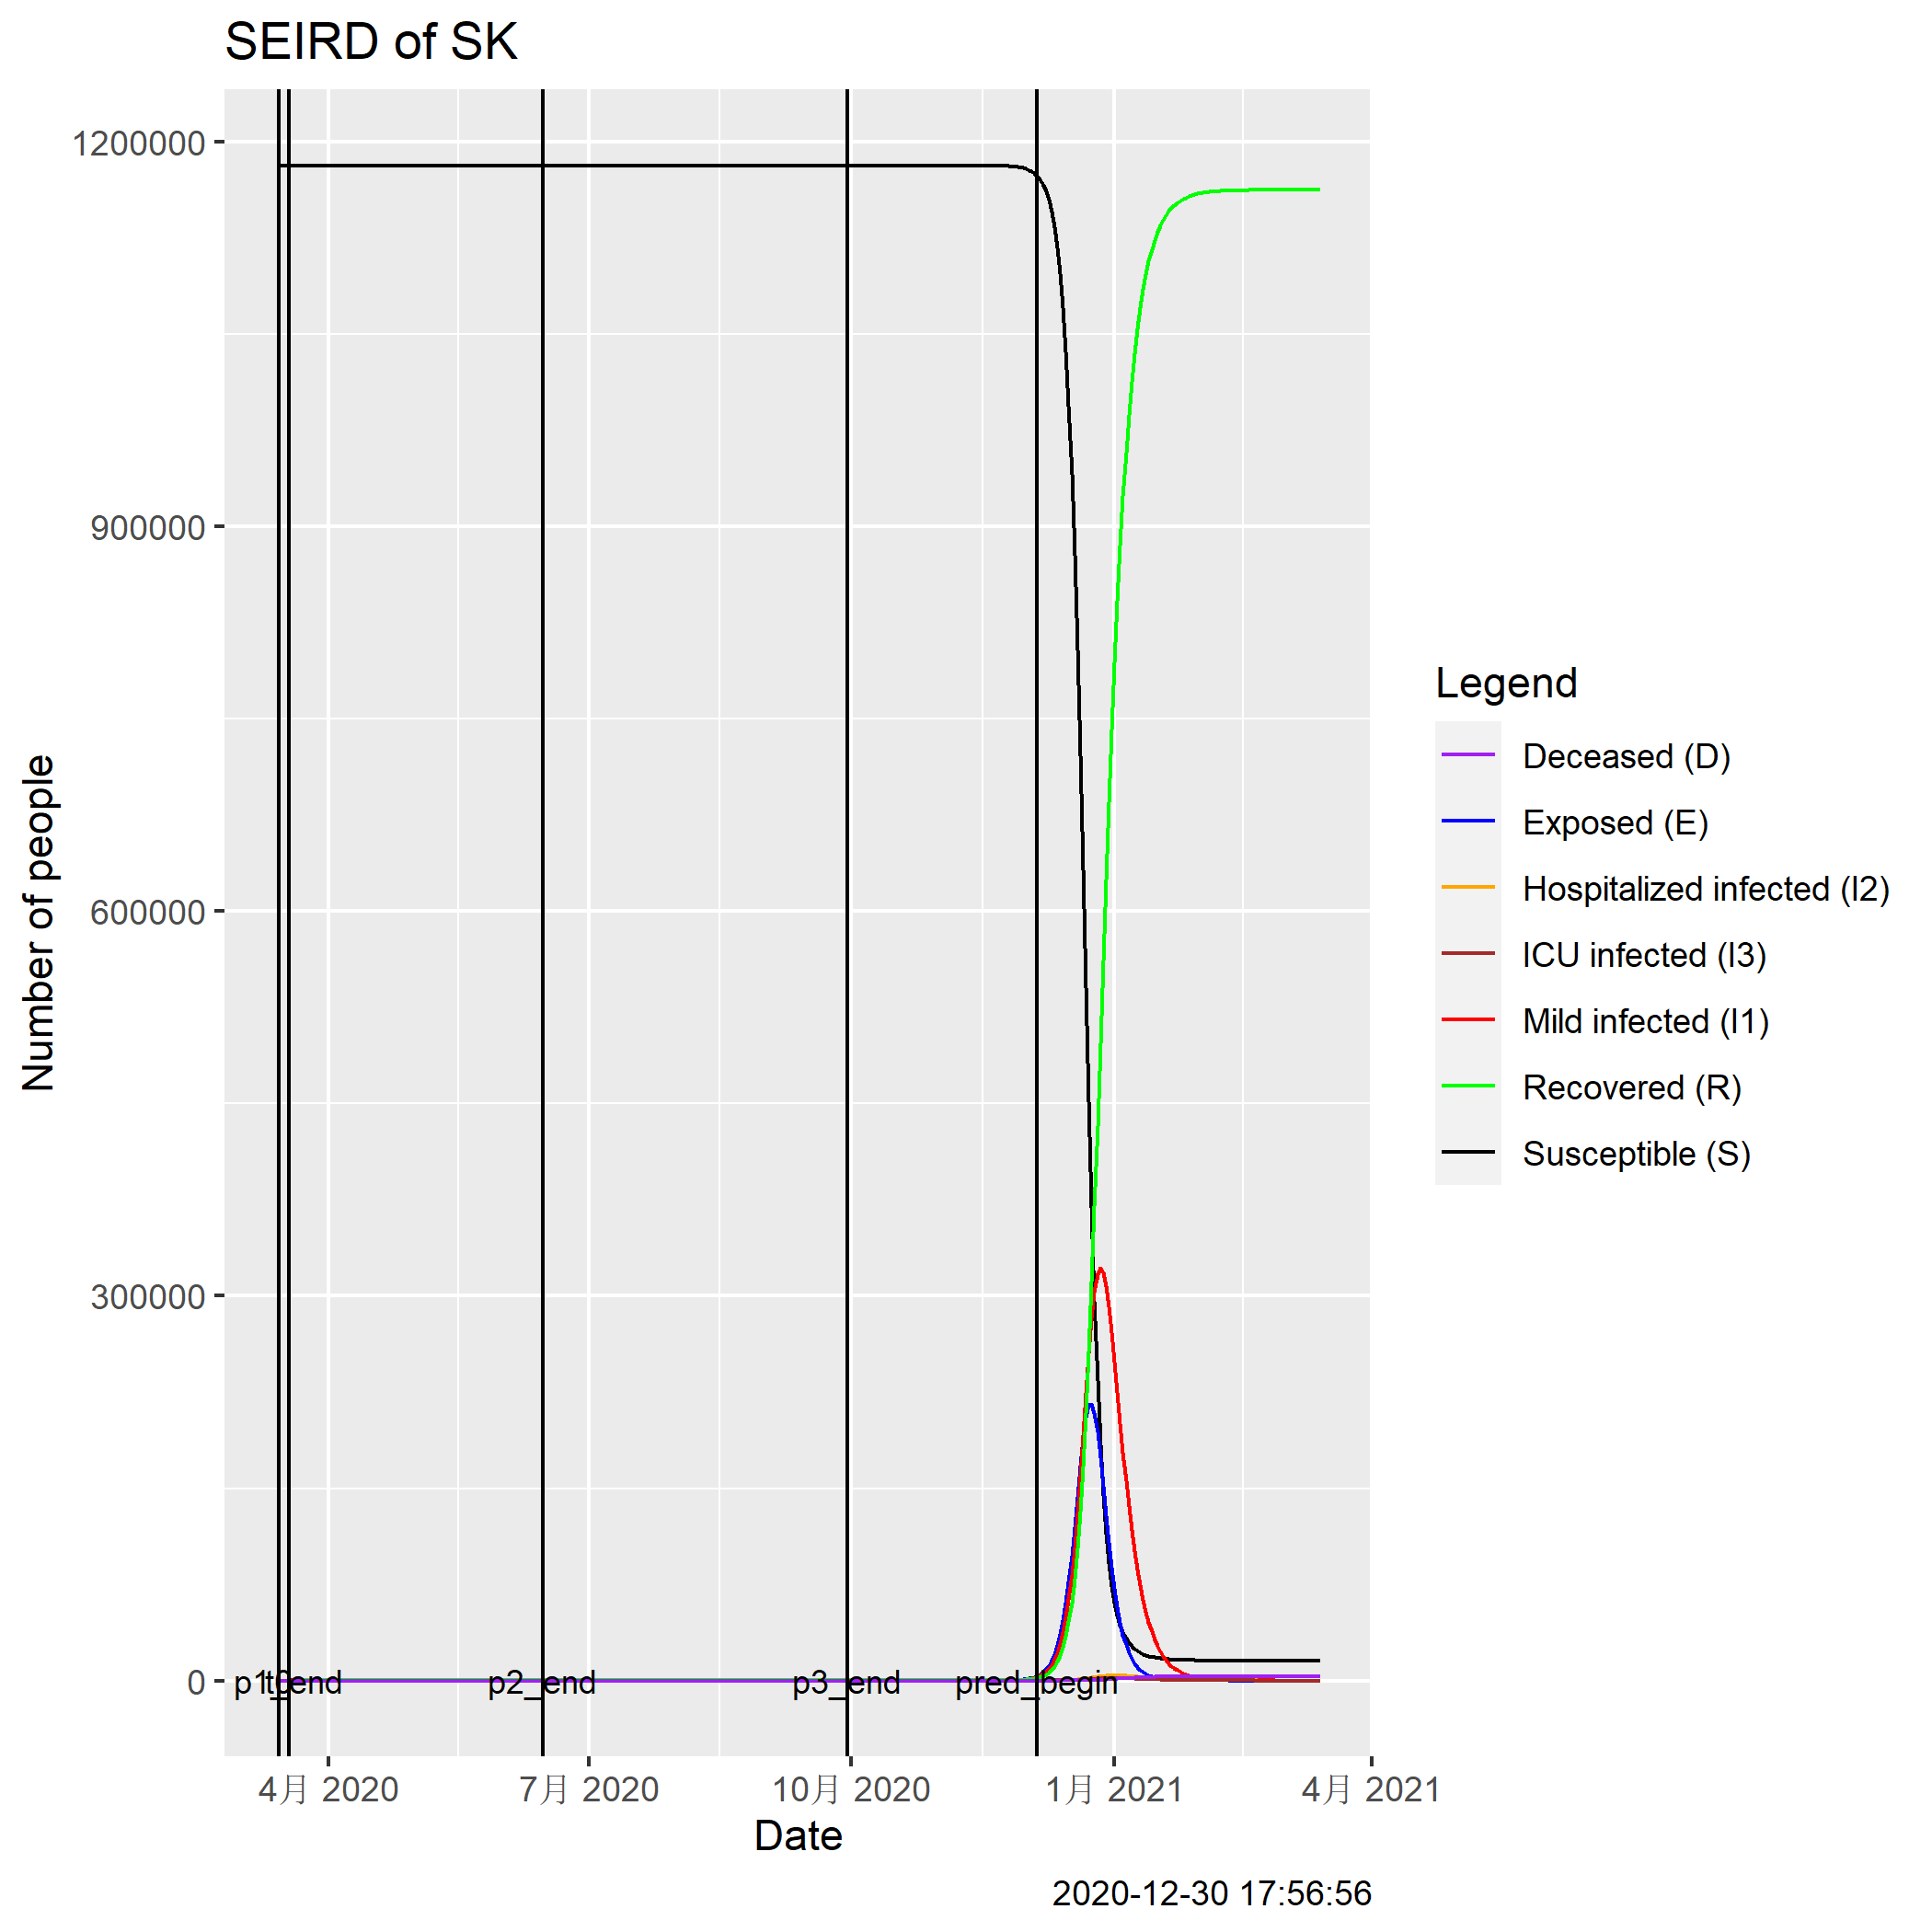 SEIRD of SK
Number of people
1200000
900000
600000
300000
0
p1_end
t0
p2_end
p3_end
pred_begin
4月 2020
7月 2020
10月 2020
1月 2021
4月 2021
Date
Legend
Deceased (D)
Exposed (E)
Hospitalized infected (I2)
ICU infected (I3)
Mild infected (I1)
Recovered (R)
Susceptible (S)
2020-12-30 17:56:56